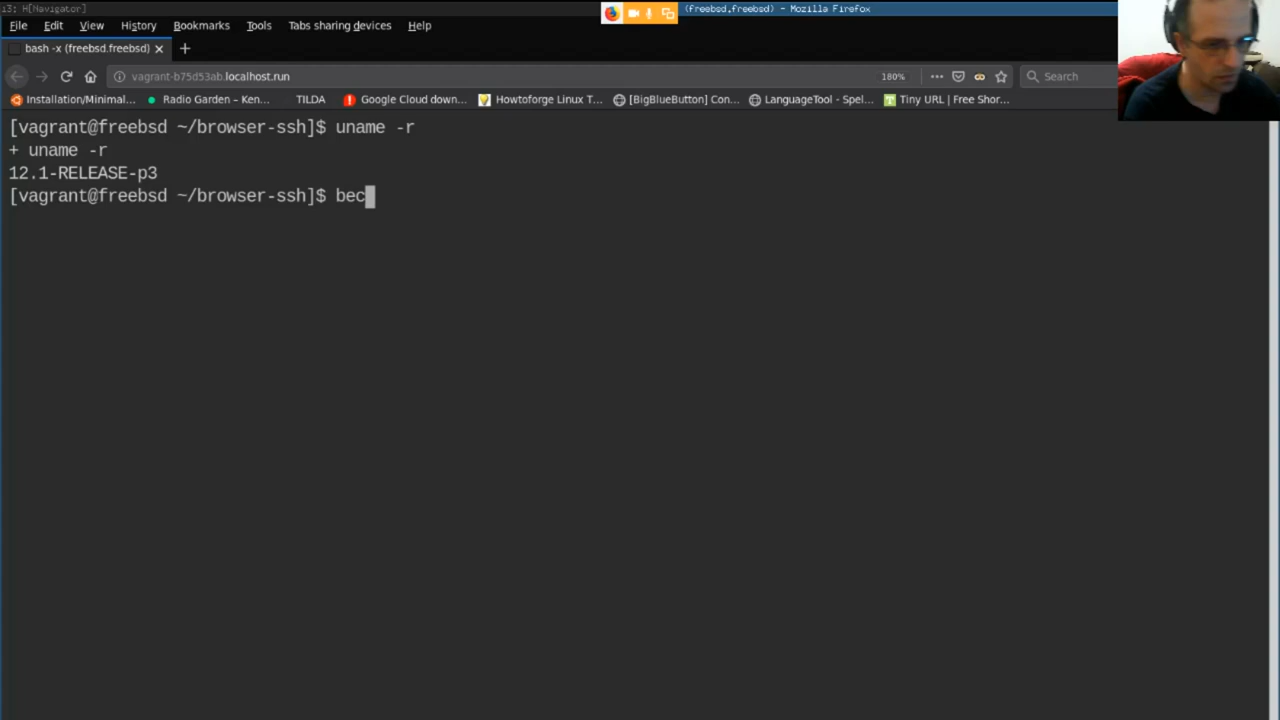 i3: H[Navigator]
(freebsd,freebsd) - Mozilla Firefox
File Edit View History Bookmarks Tools Tabs sharing devices Help
bash -x (freebsd.freebsd)
vagrant-b75d53ab.localhost.run 180% Search
Installation/Minimal... Radio Garden – Ken... TILDA Google Cloud down... Howtoforge Linux T... [BigBlueButton] Con... LanguageTool - Spel... Tiny URL | Free Shor...
[vagrant@freebsd ~/browser-ssh]$ uname -r
+ uname -r
12.1-RELEASE-p3
[vagrant@freebsd ~/browser-ssh]$ bec